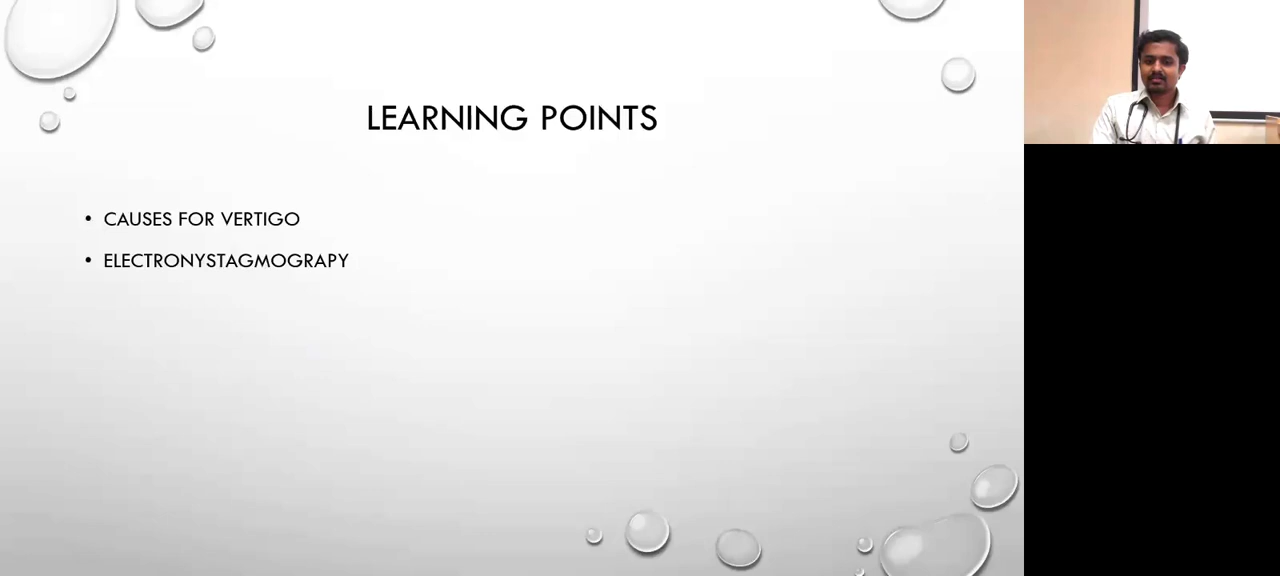 LEARNING POINTS
• CAUSES FOR VERTIGO
• ELECTRONYSTAGMOGRAPY